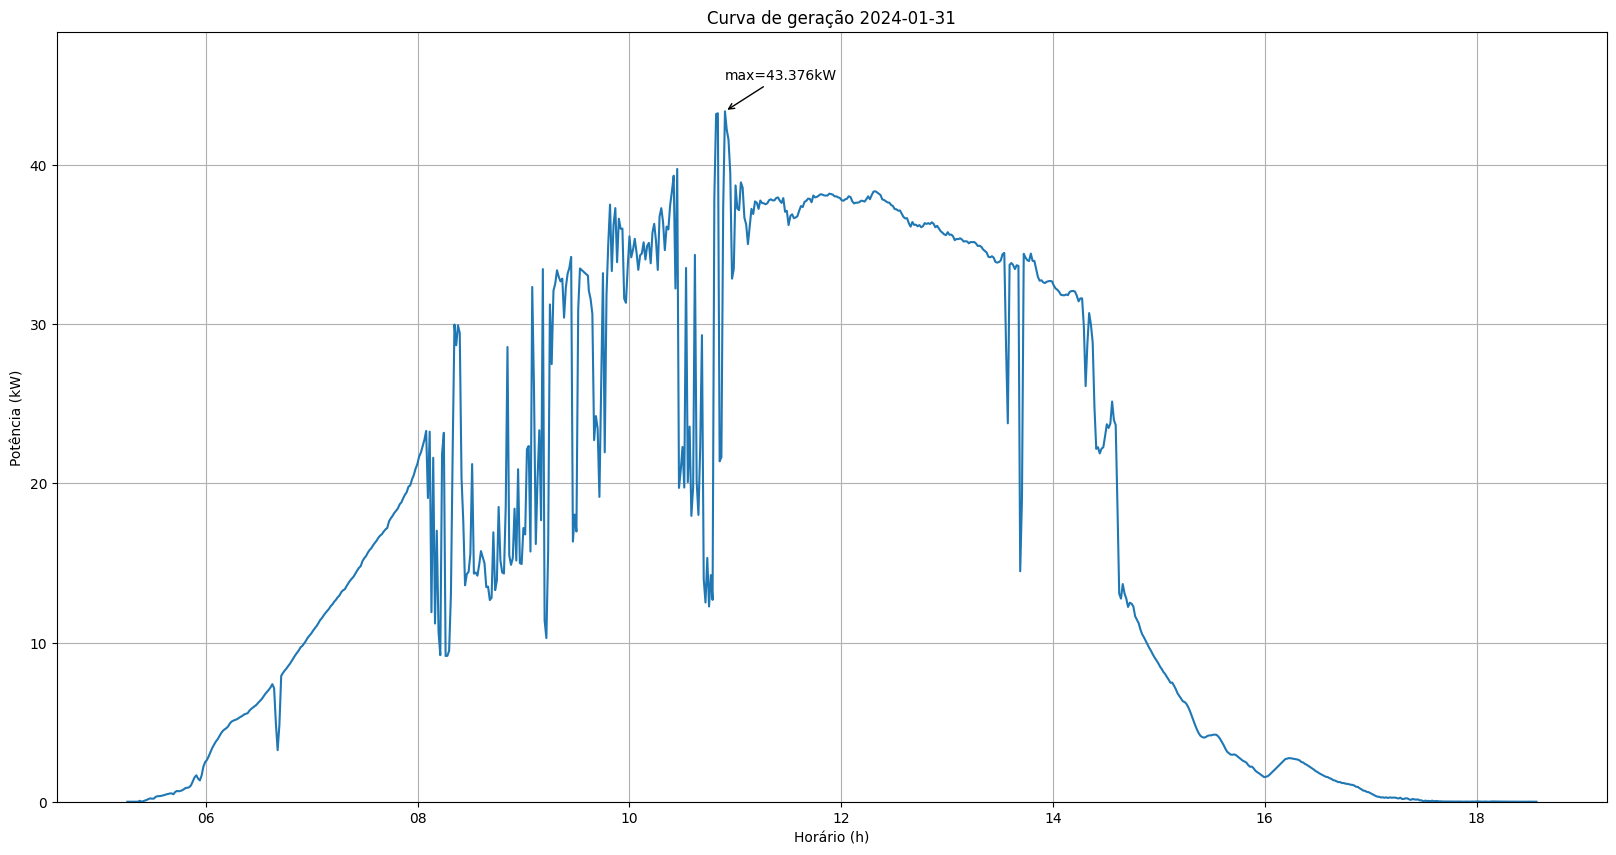 Curva de geração 2024-01-31
max=43.376kW
Potência (kW)
40
30
20
10
0
06 08 10 12 14 16 18
Horário (h)